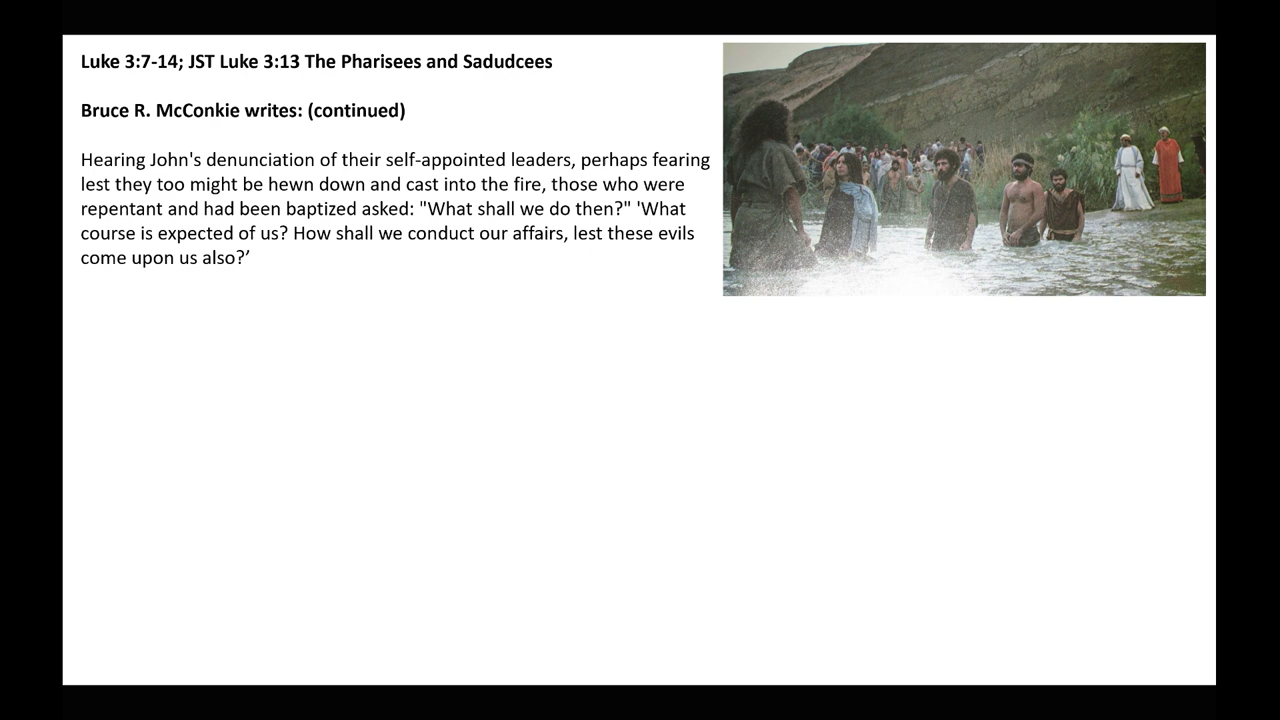 Luke 3:7-14; JST Luke 3:13 The Pharisees and Sadudcees
Bruce R. McConkie writes: (continued)
Hearing John's denunciation of their self-appointed leaders, perhaps fearing
lest they too might be hewn down and cast into the fire, those who were
repentant and had been baptized asked: "What shall we do then?" 'What
course is expected of us? How shall we conduct our affairs, lest these evils
come upon us also?’